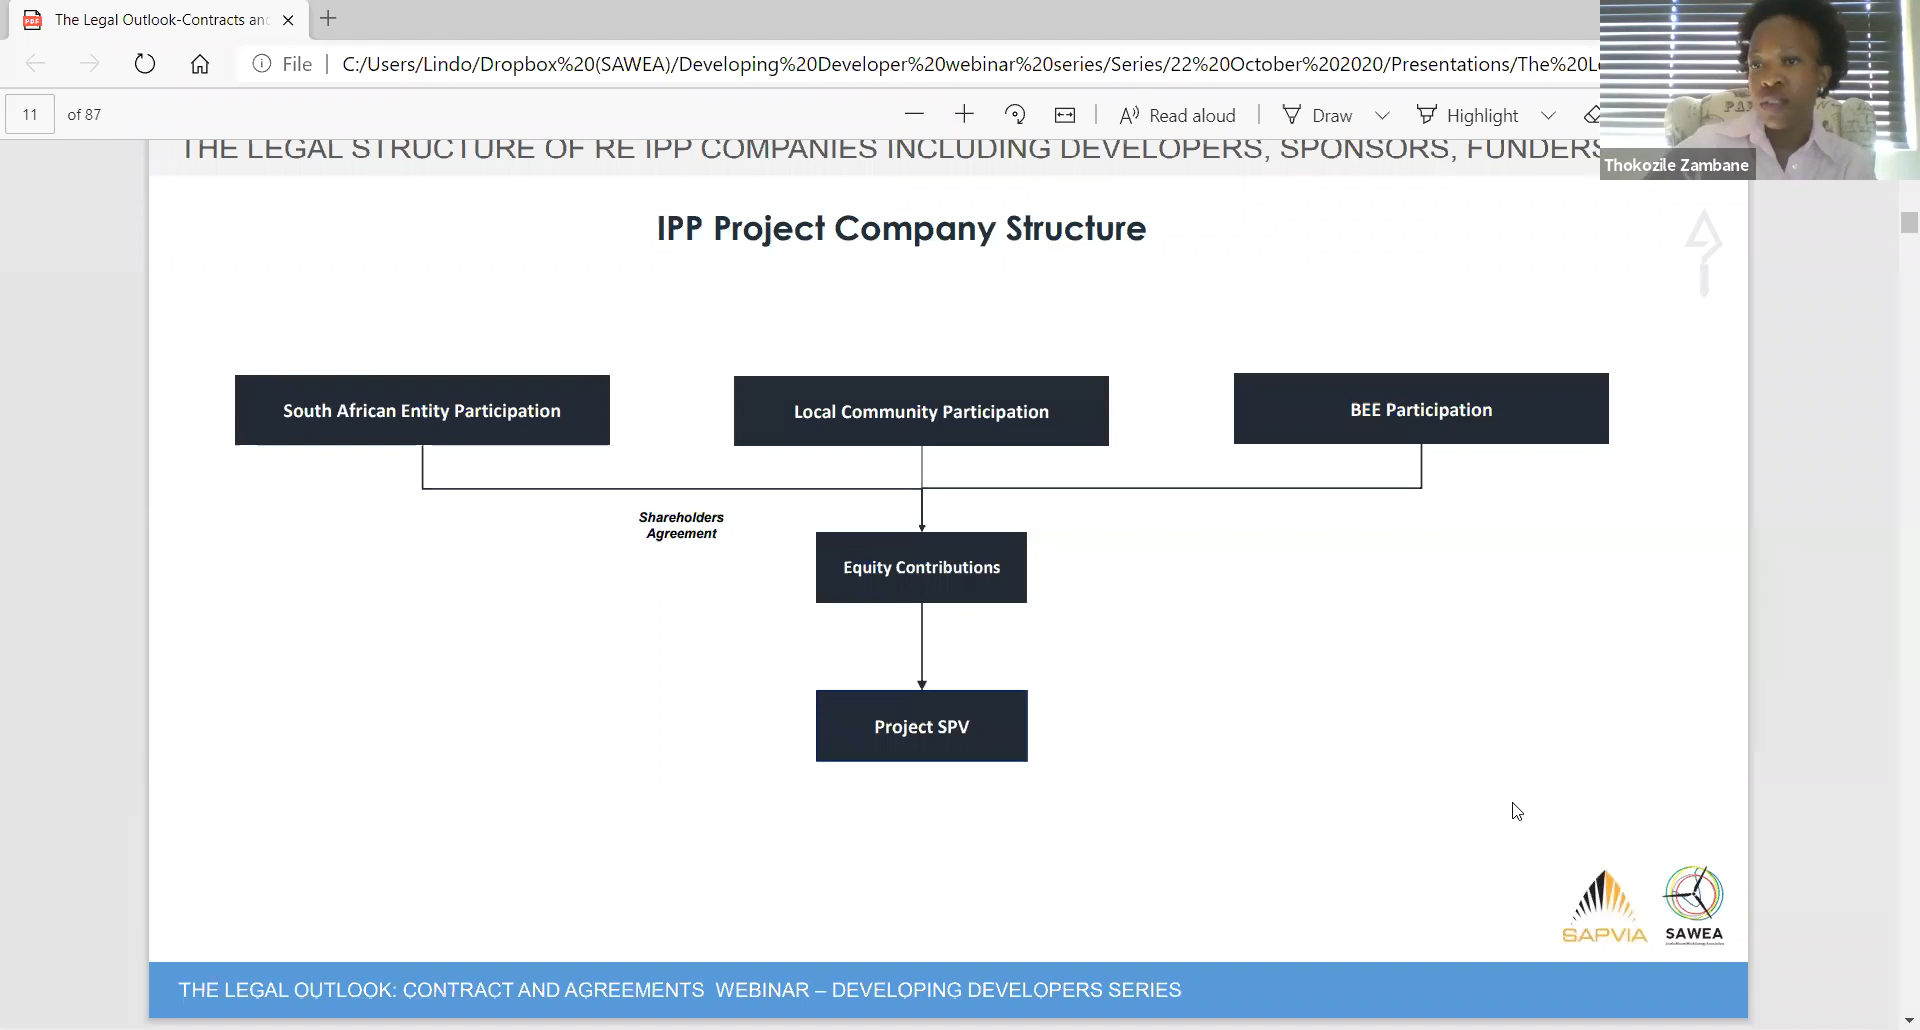 The Legal Outlook-Contracts and
File
C:/Users/Lindo/Dropbox%20(SAWEA)/Developing%20Developer%20webinar%20series/Series/22%20October%202020/Presentations/The%20L
11 of 87
Read aloud
Draw
Highlight
Thokozile Zambane
THE LEGAL STRUCTURE OF RE IPP COMPANIES INCLUDING DEVELOPERS, SPONSORS, FUNDERS
IPP Project Company Structure
South African Entity Participation
Local Community Participation
BEE Participation
Shareholders
Agreement
Equity Contributions
Project SPV
SAPVIA
SAWEA
THE LEGAL OUTLOOK: CONTRACT AND AGREEMENTS WEBINAR – DEVELOPING DEVELOPERS SERIES